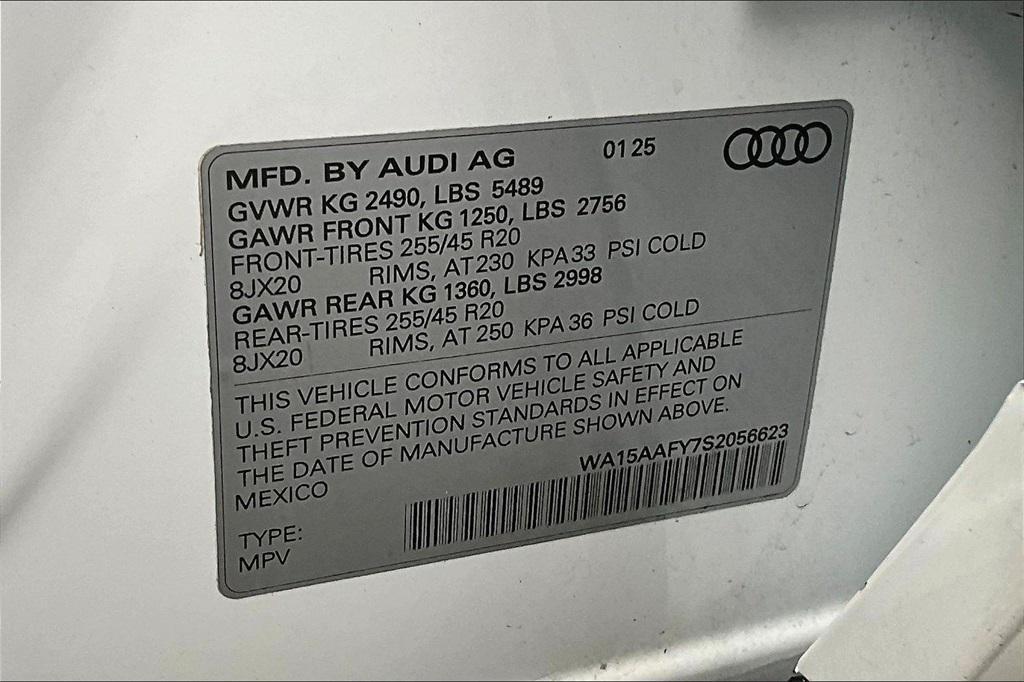 MFD. BY AUDI AG 01 25
GVWR KG 2490, LBS 5489
GAWR FRONT KG 1250, LBS 2756
FRONT-TIRES 255/45 R20
8JX20 RIMS, AT 230 KPA 33 PSI COLD
GAWR REAR KG 1360, LBS 2998
REAR-TIRES 255/45 R20
8JX20 RIMS, AT 250 KPA 36 PSI COLD
THIS VEHICLE CONFORMS TO ALL APPLICABLE
U.S. FEDERAL MOTOR VEHICLE SAFETY AND
THEFT PREVENTION STANDARDS IN EFFECT ON
THE DATE OF MANUFACTURE SHOWN ABOVE.
MEXICO WA15AAFY7S2056623
TYPE:
MPV